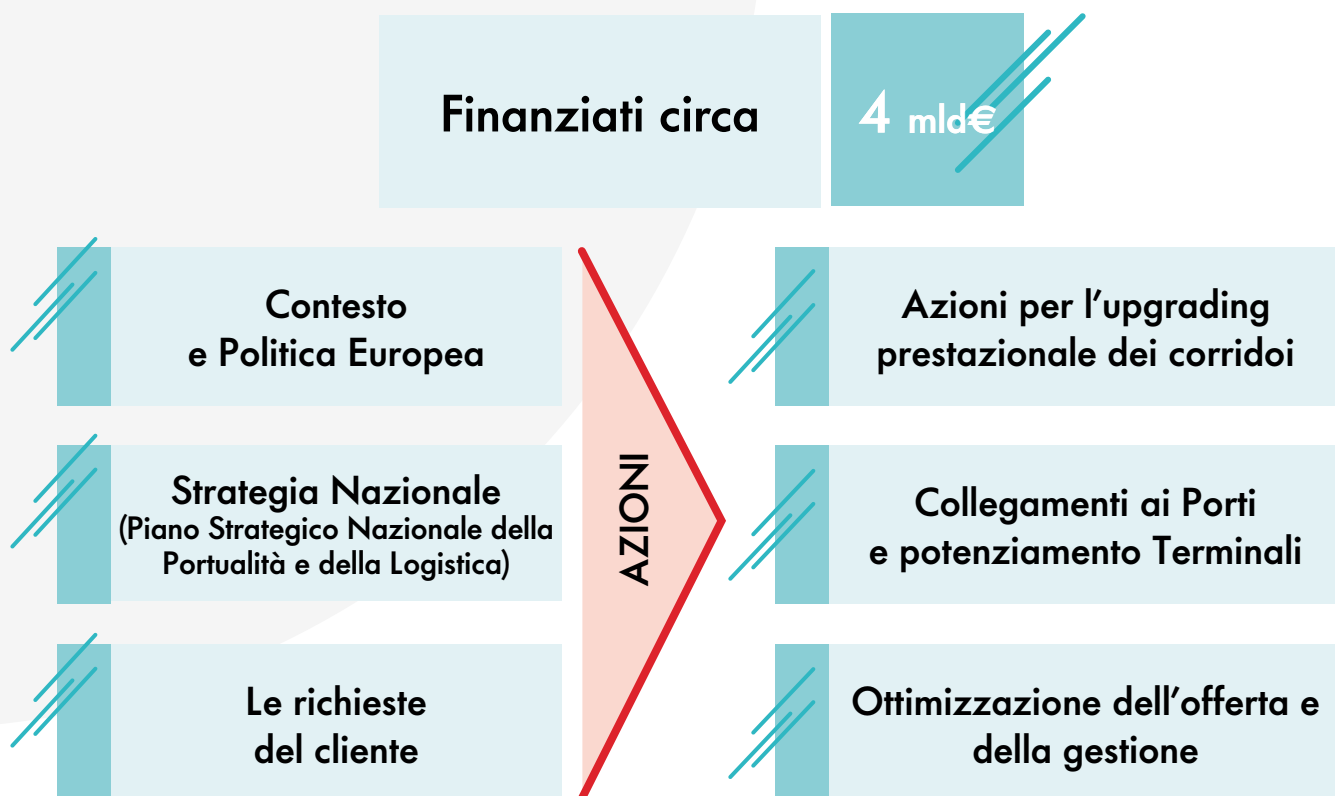 Finanziati circa
4 mld€
Contesto
e Politica Europea
Strategia Nazionale
(Piano Strategico Nazionale della
Portualità e della Logistica)
Le richieste
del cliente
AZIONI
Azioni per l’upgrading
prestazionale dei corridoi
Collegamenti ai Porti
e potenziamento Terminali
Ottimizzazione dell’offerta e
della gestione